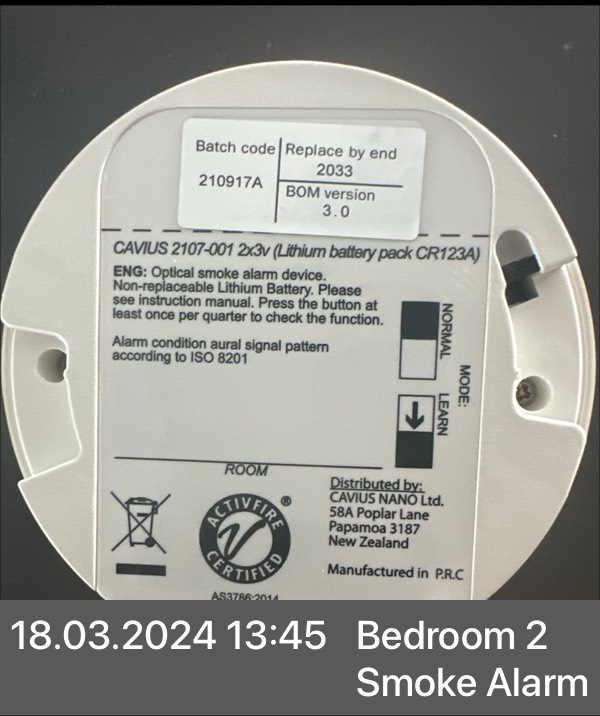 Batch code
210917A
Replace by end
2033
BOM version
3.0
CAVIUS 2107-001 2x3v (Lithium battery pack CR123A)
ENG: Optical smoke alarm device.
Non-replaceable Lithium Battery. Please
see instruction manual. Press the button at
least once per quarter to check the function.
Alarm condition aural signal pattern
according to ISO 8201
NORMAL
MODE:
LEARN
ROOM
ACTIVFIRE
®
CERTIFIED
AS3786:2014
Distributed by:
CAVIUS NANO Ltd.
58A Poplar Lane
Papamoa 3187
New Zealand
Manufactured in P.R.C
18.03.2024 13:45
Bedroom 2
Smoke Alarm